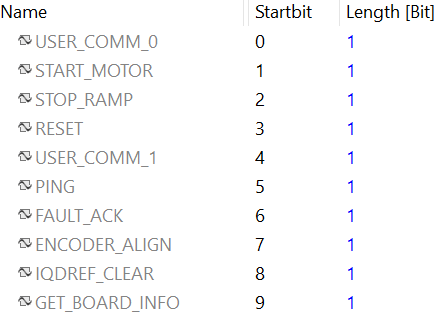 Name Startbit Length [Bit]
USER_COMM_0 0 1
START_MOTOR 1 1
STOP_RAMP 2 1
RESET 3 1
USER_COMM_1 4 1
PING 5 1
FAULT_ACK 6 1
ENCODER_ALIGN 7 1
IQDREF_CLEAR 8 1
GET_BOARD_INFO 9 1